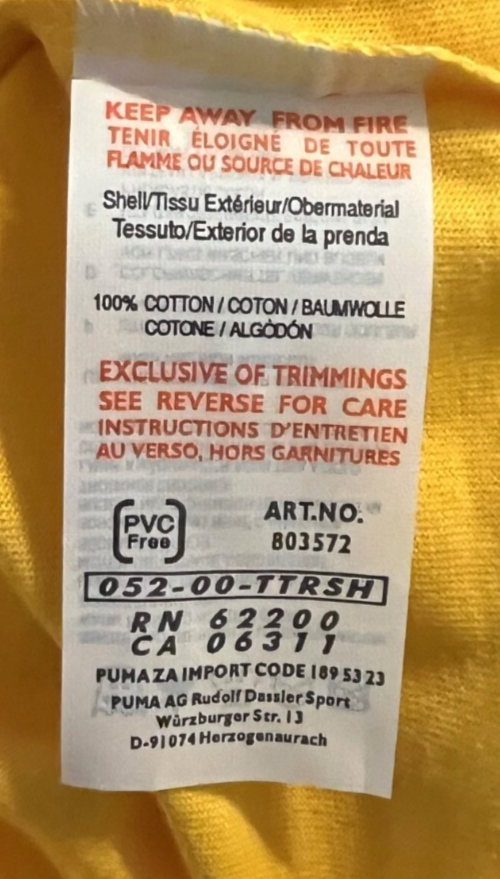 KEEP AWAY FROM FIRE
TENIR ÉLOIGNÉ DE TOUTE
FLAMME OU SOURCE DE CHALEUR
Shell/Tissu Extérieur/Obermaterial
Tessuto/Exterior de la prenda
100% COTTON / COTON / BAUMWOLLE
COTONE / ALGÒDÓN
EXCLUSIVE OF TRIMMINGS
SEE REVERSE FOR CARE
INSTRUCTIONS D'ENTRETIEN
AU VERSO, HORS GARNITURES
PVC
Free
ART.NO.
803572
052-00-TTRSH
RN 62200
CA 06311
PUMA ZA IMPORT CODE 189 53 23
PUMA AG Rudolf Dassler Sport
Würzburger Str. 13
D-91074 Herzogenaurach